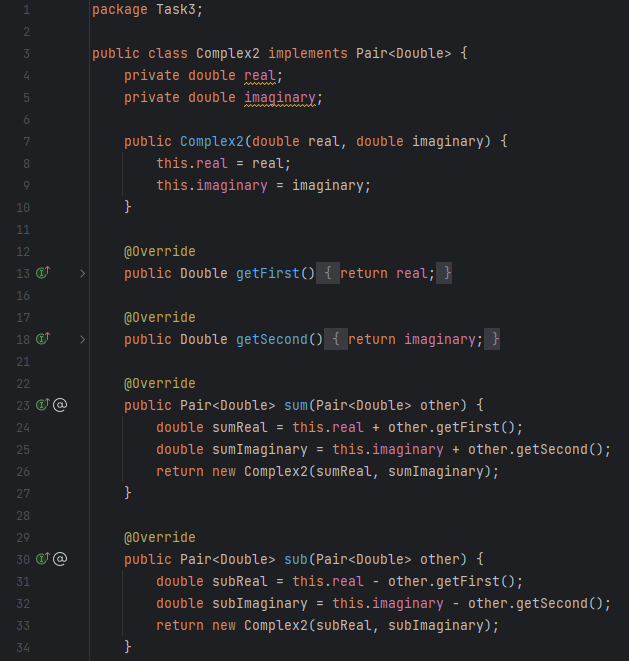 1 package Task3;
2
3 public class Complex2 implements Pair<Double> {
4 private double real;
5 private double imaginary;
6
7 public Complex2(double real, double imaginary) {
8 this.real = real;
9 this.imaginary = imaginary;
10 }
11
12 @Override
13 public Double getFirst() { return real; }
16
17 @Override
18 public Double getSecond() { return imaginary; }
21
22 @Override
23 public Pair<Double> sum(Pair<Double> other) {
24 double sumReal = this.real + other.getFirst();
25 double sumImaginary = this.imaginary + other.getSecond();
26 return new Complex2(sumReal, sumImaginary);
27 }
28
29 @Override
30 public Pair<Double> sub(Pair<Double> other) {
31 double subReal = this.real - other.getFirst();
32 double subImaginary = this.imaginary - other.getSecond();
33 return new Complex2(subReal, subImaginary);
34 }